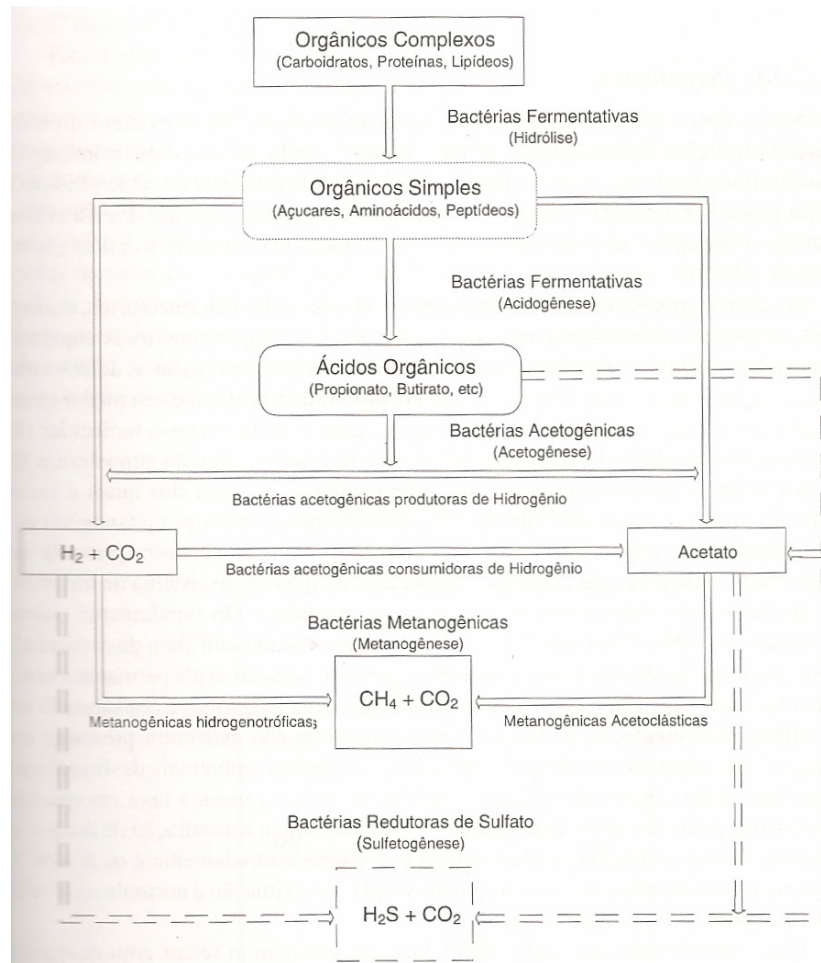 Orgânicos Complexos
(Carboidratos, Proteínas, Lipídeos)
Bactérias Fermentativas
(Hidrólise)
Orgânicos Simples
(Açucares, Aminoácidos, Peptídeos)
Bactérias Fermentativas
(Acidogênese)
Ácidos Orgânicos
(Propionato, Butirato, etc)
Bactérias Acetogênicas
(Acetogênese)
Bactérias acetogênicas produtoras de Hidrogênio
H₂ + CO₂
Acetato
Bactérias acetogênicas consumidoras de Hidrogênio
Bactérias Metanogênicas
(Metanogênese)
CH₄ + CO₂
Metanogênicas hidrogenotróficas;
Metanogênicas Acetoclásticas
Bactérias Redutoras de Sulfato
(Sulfetogênese)
H₂S + CO₂